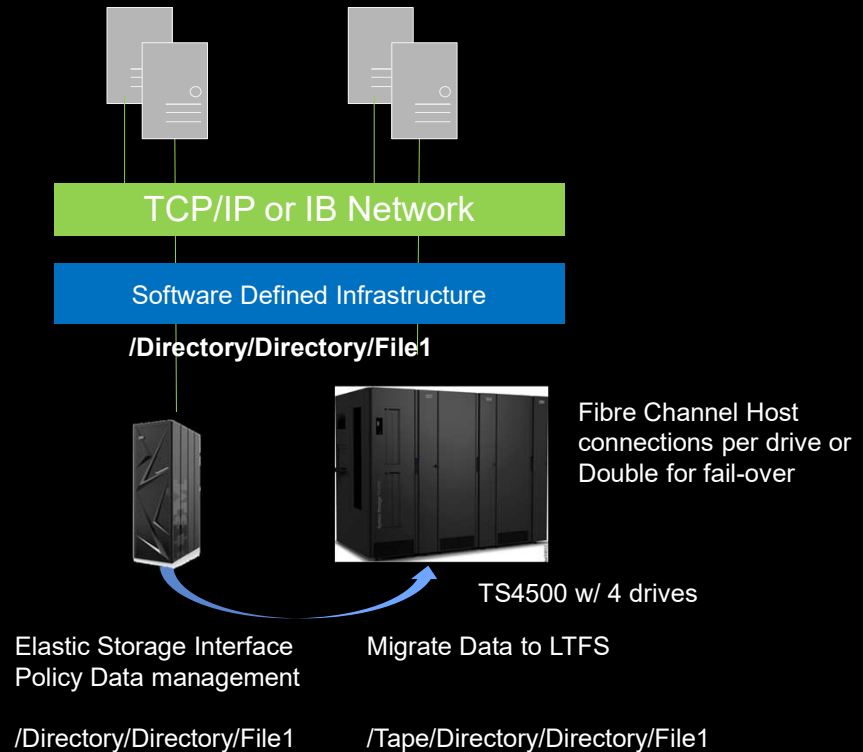 TCP/IP or IB Network
Software Defined Infrastructure
/Directory/Directory/File1
Fibre Channel Host
connections per drive or
Double for fail-over
TS4500 w/ 4 drives
Elastic Storage Interface
Policy Data management
Migrate Data to LTFS
/Directory/Directory/File1
/Tape/Directory/Directory/File1